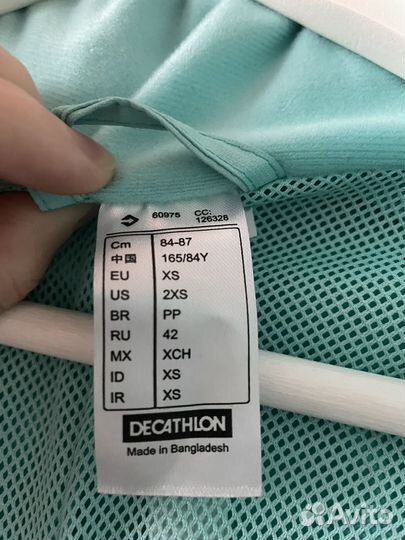 60975 CC: 126328
Cm 84-87
中国 165/84Y
EU XS
US 2XS
BR PP
RU 42
MX XCH
ID XS
IR XS
DECATHLON
Made in Bangladesh
Avito